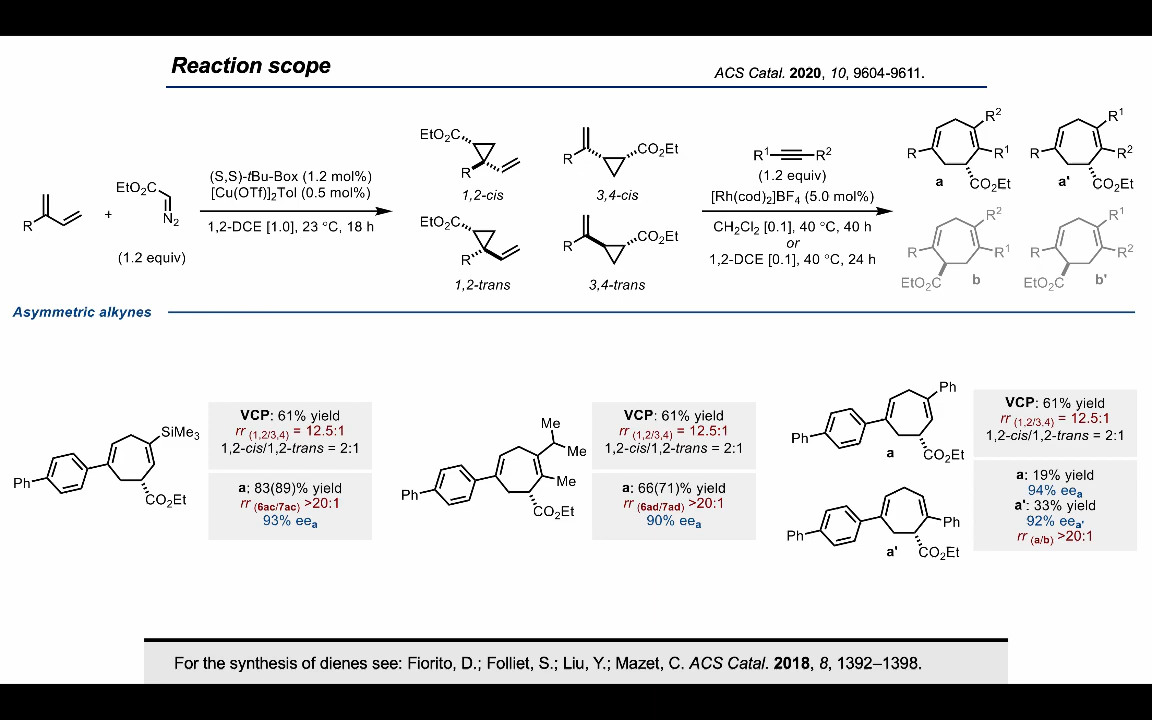 Reaction scope
ACS Catal. 2020, 10, 9604-9611.
R
+
EtO₂C
N₂
(1.2 equiv)
(S,S)-tBu-Box (1.2 mol%)
[Cu(OTf)]₂Tol (0.5 mol%)
1,2-DCE [1.0], 23 °C, 18 h
EtO₂C
R
1,2-cis
R
CO₂Et
3,4-cis
EtO₂C
R
1,2-trans
R
CO₂Et
3,4-trans
R¹ R²
(1.2 equiv)
[Rh(cod)₂]BF₄ (5.0 mol%)
CH₂Cl₂ [0.1], 40 °C, 40 h
or
1,2-DCE [0.1], 40 °C, 24 h
R²
R R¹
a CO₂Et
R¹
R R²
a' CO₂Et
R²
R R¹
EtO₂C b
R¹
R R²
EtO₂C b'
Asymmetric alkynes
SiMe₃
Ph
CO₂Et
VCP: 61% yield
rr (1,2/3,4) = 12.5:1
1,2-cis/1,2-trans = 2:1
a: 83(89)% yield
rr (6ac/7ac) >20:1
93% eeₐ
Me
Me
Me
Ph
CO₂Et
VCP: 61% yield
rr (1,2/3,4) = 12.5:1
1,2-cis/1,2-trans = 2:1
a: 66(71)% yield
rr (6ad/7ad) >20:1
90% eeₐ
Ph
Ph
a CO₂Et
Ph
Ph
a' CO₂Et
VCP: 61% yield
rr (1,2/3.4) = 12.5:1
1,2-cis/1,2-trans = 2:1
a: 19% yield
94% eeₐ
a': 33% yield
92% eeₐ'
rr (a/b) >20:1
For the synthesis of dienes see: Fiorito, D.; Folliet, S.; Liu, Y.; Mazet, C. ACS Catal. 2018, 8, 1392–1398.